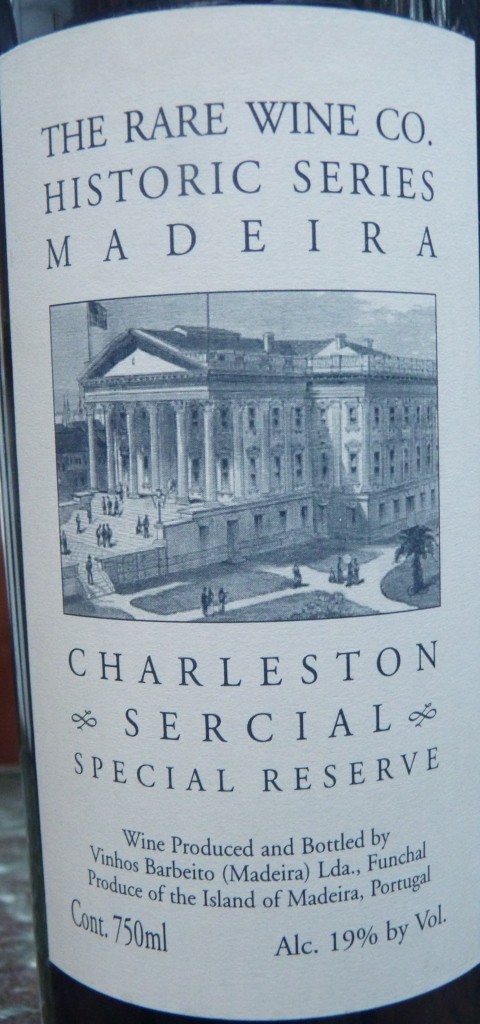 THE RARE WINE CO.
HISTORIC SERIES
MADEIRA
CHARLESTON
SERCIAL
SPECIAL RESERVE
Wine Produced and Bottled by
Vinhos Barbeito (Madeira) Lda., Funchal
Produce of the Island of Madeira, Portugal
Cont. 750ml
Alc. 19% by Vol.